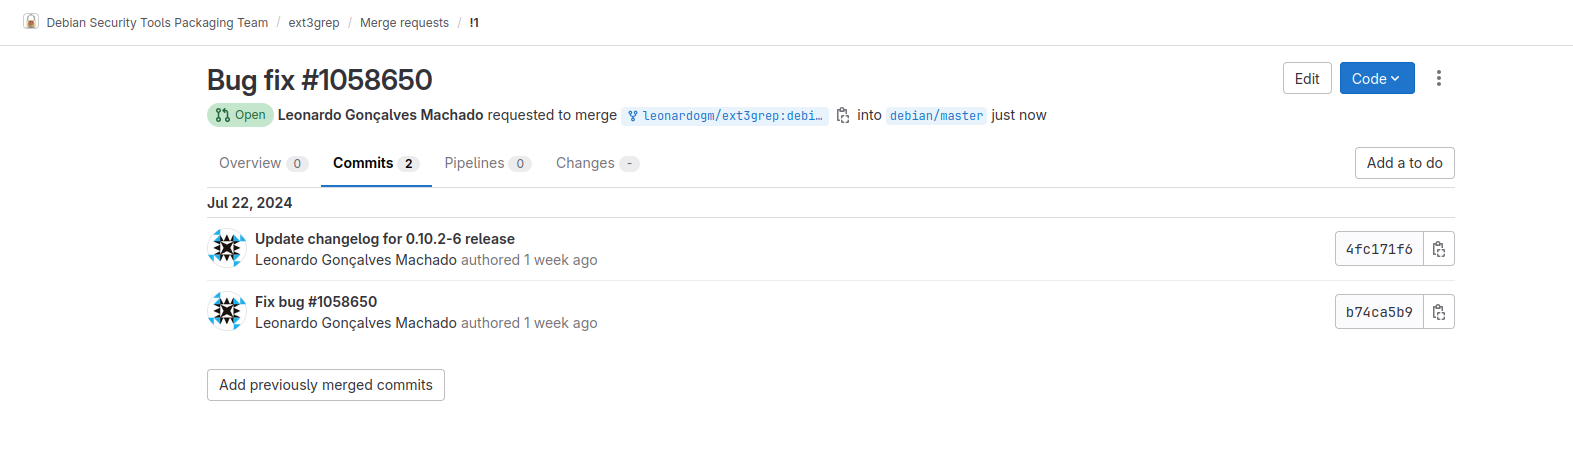 Debian Security Tools Packaging Team / ext3grep / Merge requests / !1
Bug fix #1058650
Edit
Code
Open Leonardo Gonçalves Machado requested to merge leonardogm/ext3grep:debi… into debian/master just now
Overview 0
Commits 2
Pipelines 0
Changes -
Add a to do
Jul 22, 2024
Update changelog for 0.10.2-6 release
Leonardo Gonçalves Machado authored 1 week ago
4fc171f6
Fix bug #1058650
Leonardo Gonçalves Machado authored 1 week ago
b74ca5b9
Add previously merged commits